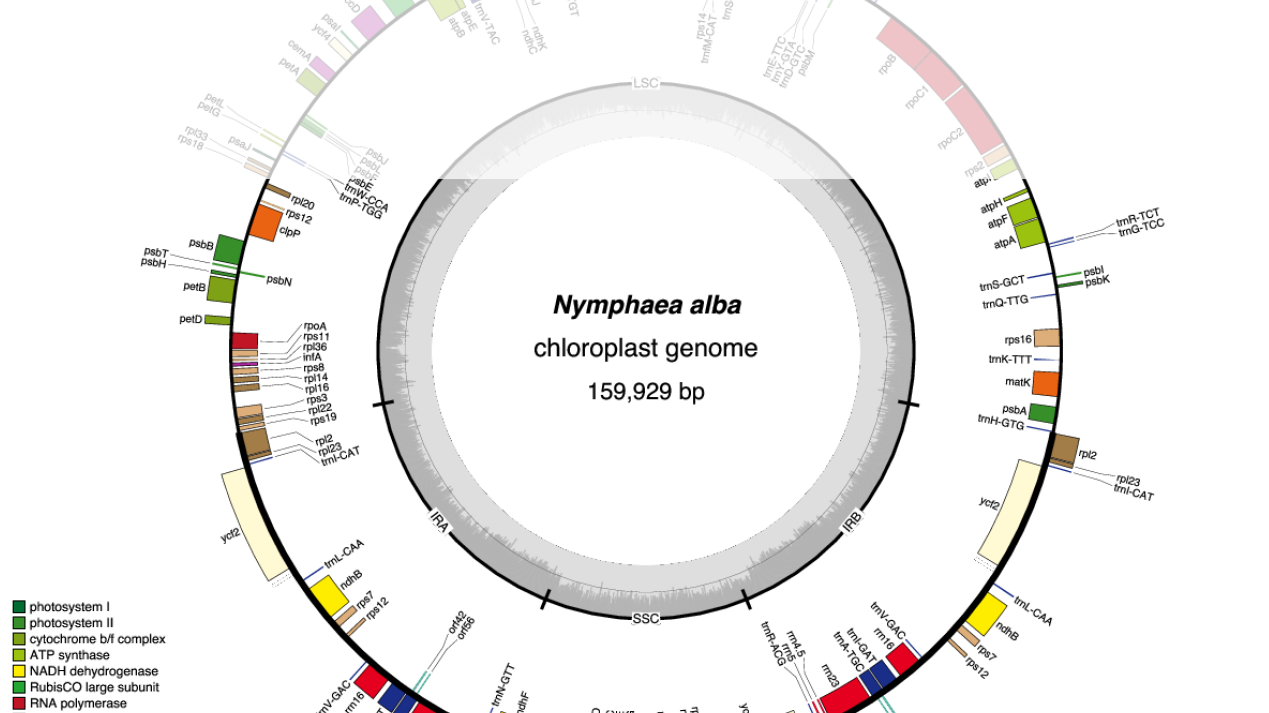 psaI
ycf4
cemA
petA
atpE
atpB
trnV-TAC
ndhK
ndhC
rps14
trnfM-CAT
trnE-TTC
trnY-GTA
trnD-GTC
psbM
rpoB
rpoC1
rpoC2
rps2
LSC
petL
petG
psaJ
rpl33
rps18
psbJ
psbL
psbE
trnW-CCA
trnP-TGG
rpl20
rps12
clpP
psbB
psbT
psbH
psbN
petB
petD
rpoA
rps11
rpl36
infA
rps8
rpl14
rpl16
rps3
rpl22
rps19
rpl2
rpl23
trnI-CAT
ycf2
trnL-CAA
ndhB
rps7
rps12
trnV-GAC
rrn16
orf42
orf56
trnN-GTT
ndhF
Nymphaea alba
chloroplast genome
159,929 bp
IRA
IRB
SSC
atpH
atpF
atpA
trnR-TCT
trnG-TCC
trnS-GCT
psbI
psbK
trnQ-TTG
rps16
trnK-TTT
matK
psbA
trnH-GTG
rpl2
rpl23
trnI-CAT
ycf2
trnL-CAA
ndhB
rps7
rps12
trnV-GAC
rrn16
trnI-GAT
trnA-TGC
rrn23
rrn4.5
rrn5
trnR-ACG
photosystem I
photosystem II
cytochrome b/f complex
ATP synthase
NADH dehydrogenase
RubisCO large subunit
RNA polymerase